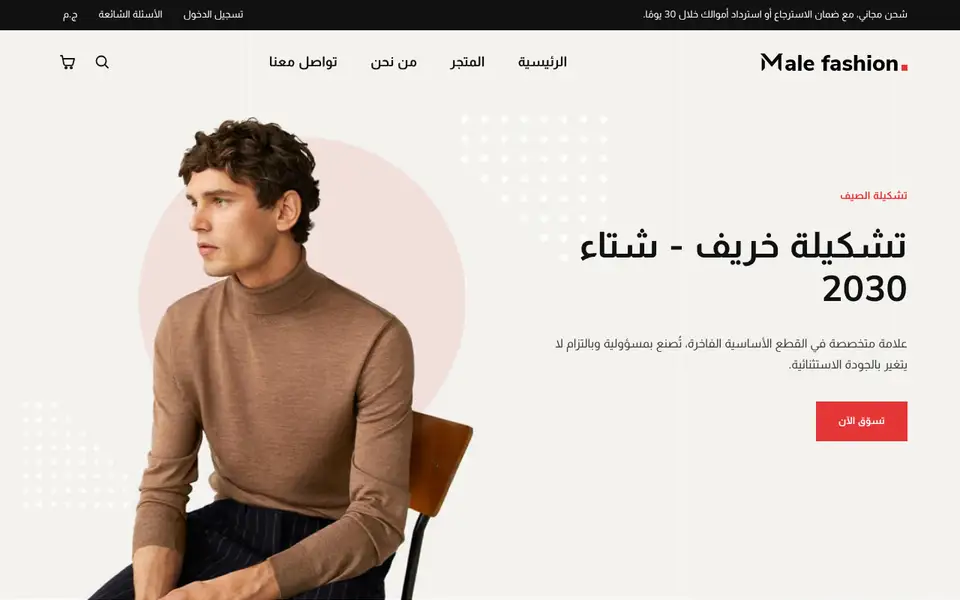 شحن مجاني، مع ضمان الاسترجاع أو استرداد أموالك خلال 30 يومًا.
تسجيل الدخول
الأسئلة الشائعة
ج.م
Male fashion.
الرئيسية
المتجر
من نحن
تواصل معنا
تشكيلة الصيف
تشكيلة خريف - شتاء
2030
علامة متخصصة في القطع الأساسية الفاخرة. تُصنع بمسؤولية وبالتزام لا
يتغير بالجودة الاستثنائية.
تسوّق الآن